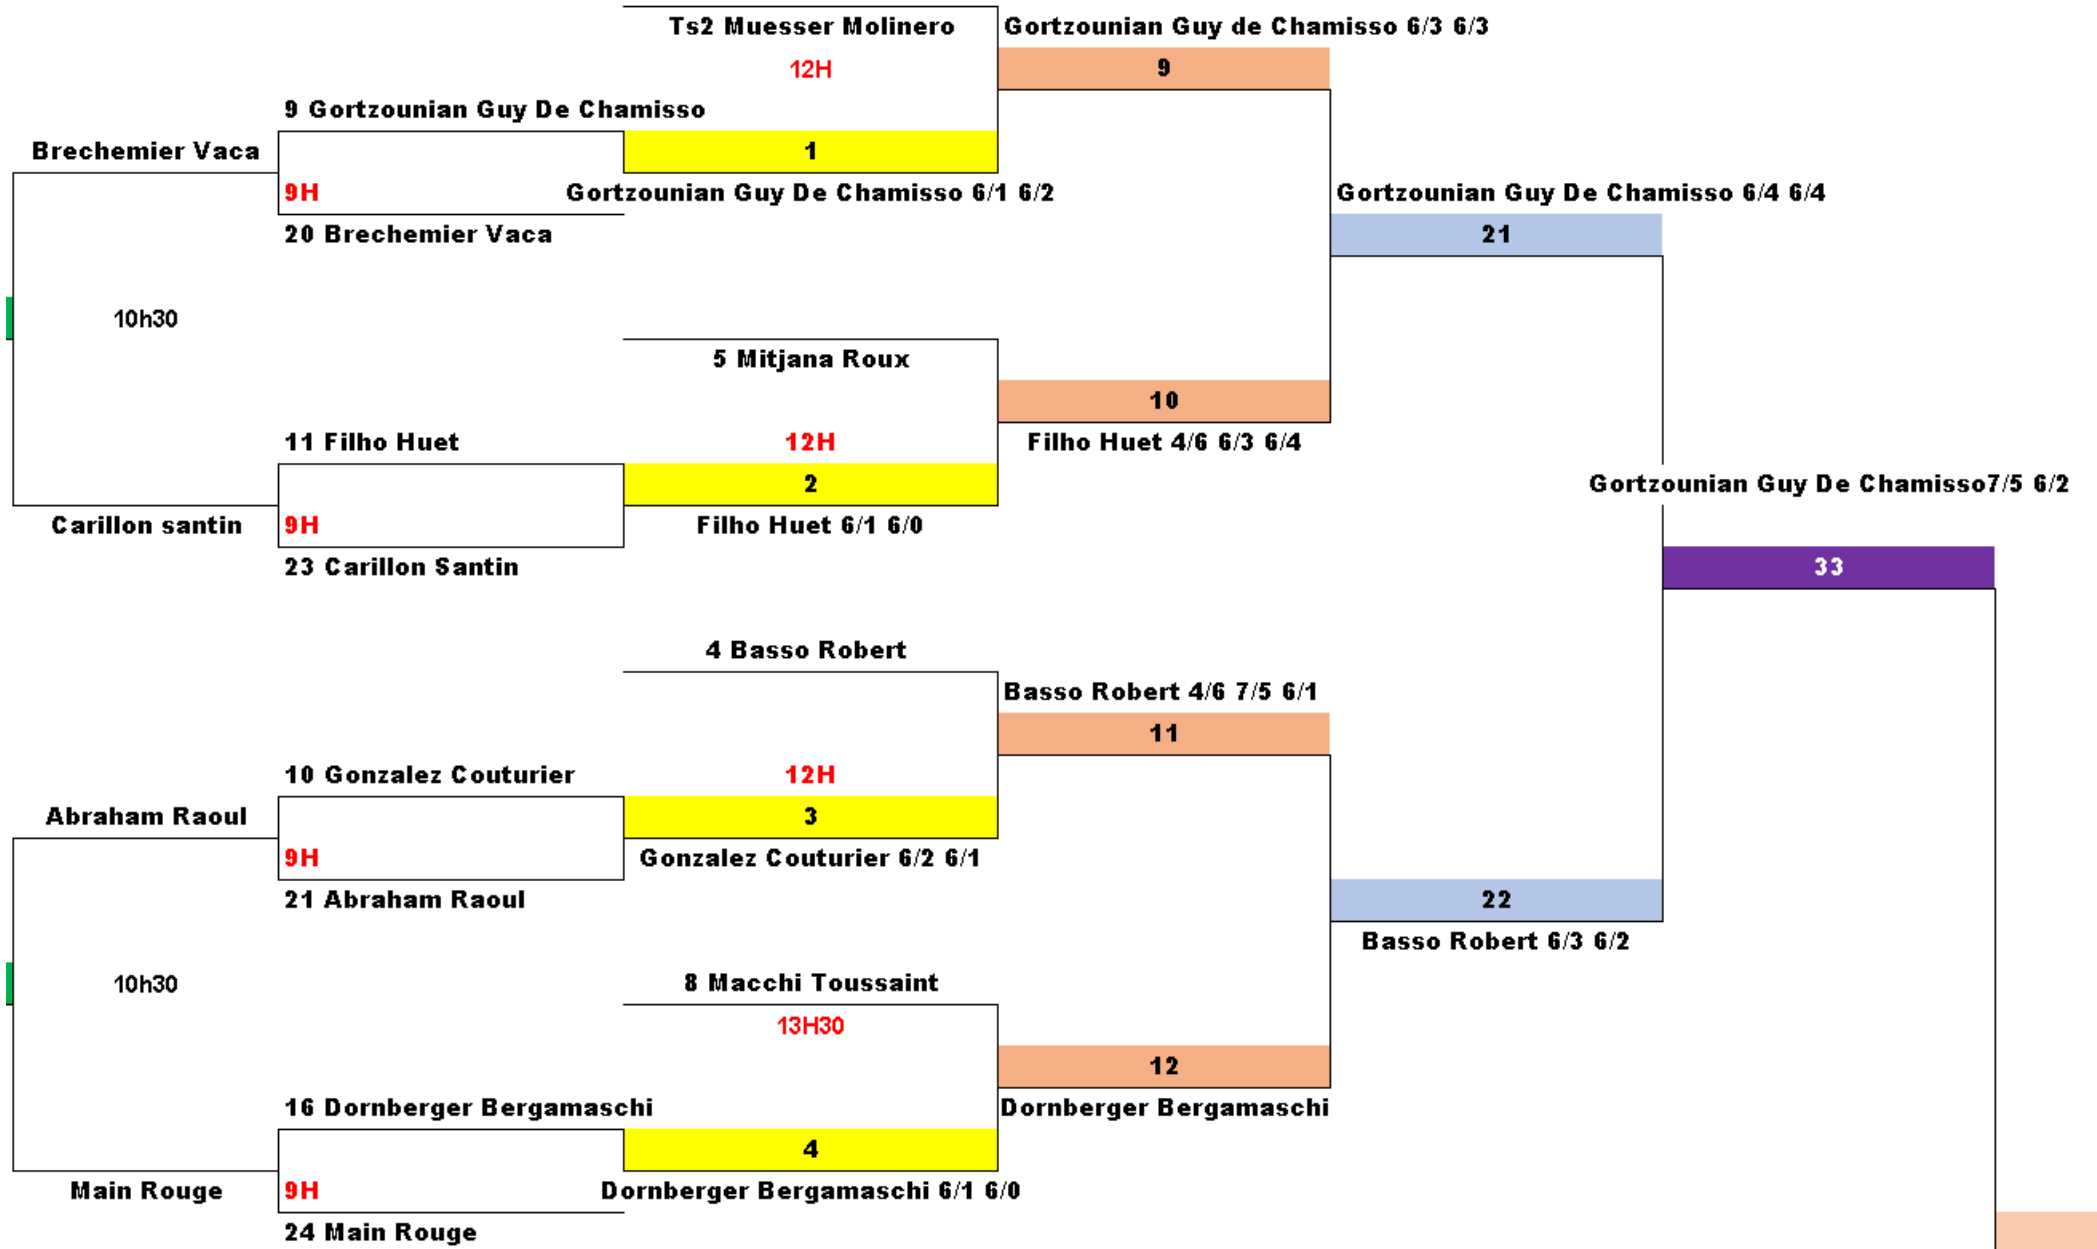 Ts2 Muesser Molinero
Gortzounian Guy de Chamisso 6/3 6/3
12H
9
9 Gortzounian Guy De Chamisso
Brechemier Vaca
1
9H
Gortzounian Guy De Chamisso 6/1 6/2
Gortzounian Guy De Chamisso 6/4 6/4
20 Brechemier Vaca
21
10h30
5 Mitjana Roux
10
11 Filho Huet
12H
Filho Huet 4/6 6/3 6/4
2
Gortzounian Guy De Chamisso7/5 6/2
Carillon santin
9H
Filho Huet 6/1 6/0
23 Carillon Santin
33
4 Basso Robert
Basso Robert 4/6 7/5 6/1
11
10 Gonzalez Couturier
12H
Abraham Raoul
3
9H
Gonzalez Couturier 6/2 6/1
21 Abraham Raoul
22
Basso Robert 6/3 6/2
10h30
8 Macchi Toussaint
13H30
12
16 Dornberger Bergamaschi
Dornberger Bergamaschi
4
Main Rouge
9H
Dornberger Bergamaschi 6/1 6/0
24 Main Rouge